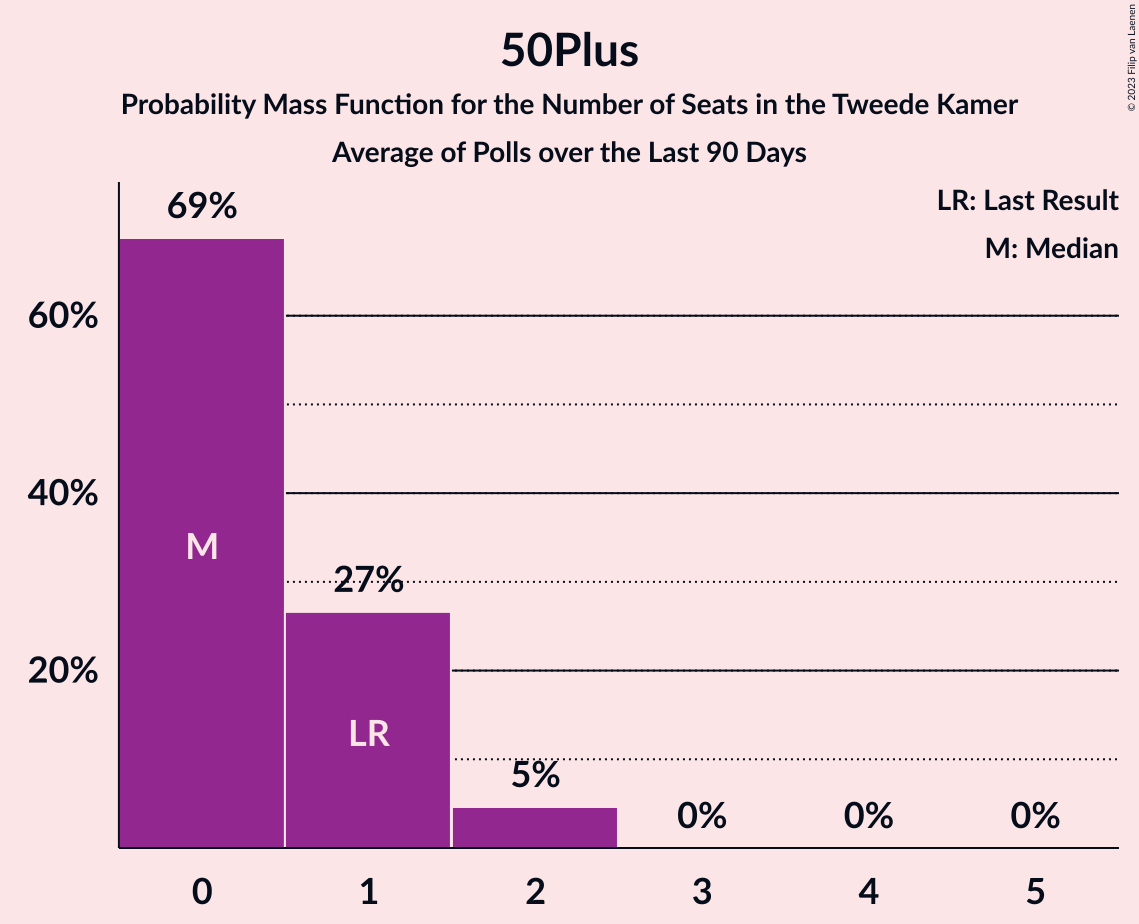 50Plus
Probability Mass Function for the Number of Seats in the Tweede Kamer
Average of Polls over the Last 90 Days
© 2023 Filip van Laenen
LR: Last Result
M: Median
69%
60%
40%
M
27%
20%
LR
5%
0%
0%
0%
0
1
2
3
4
5